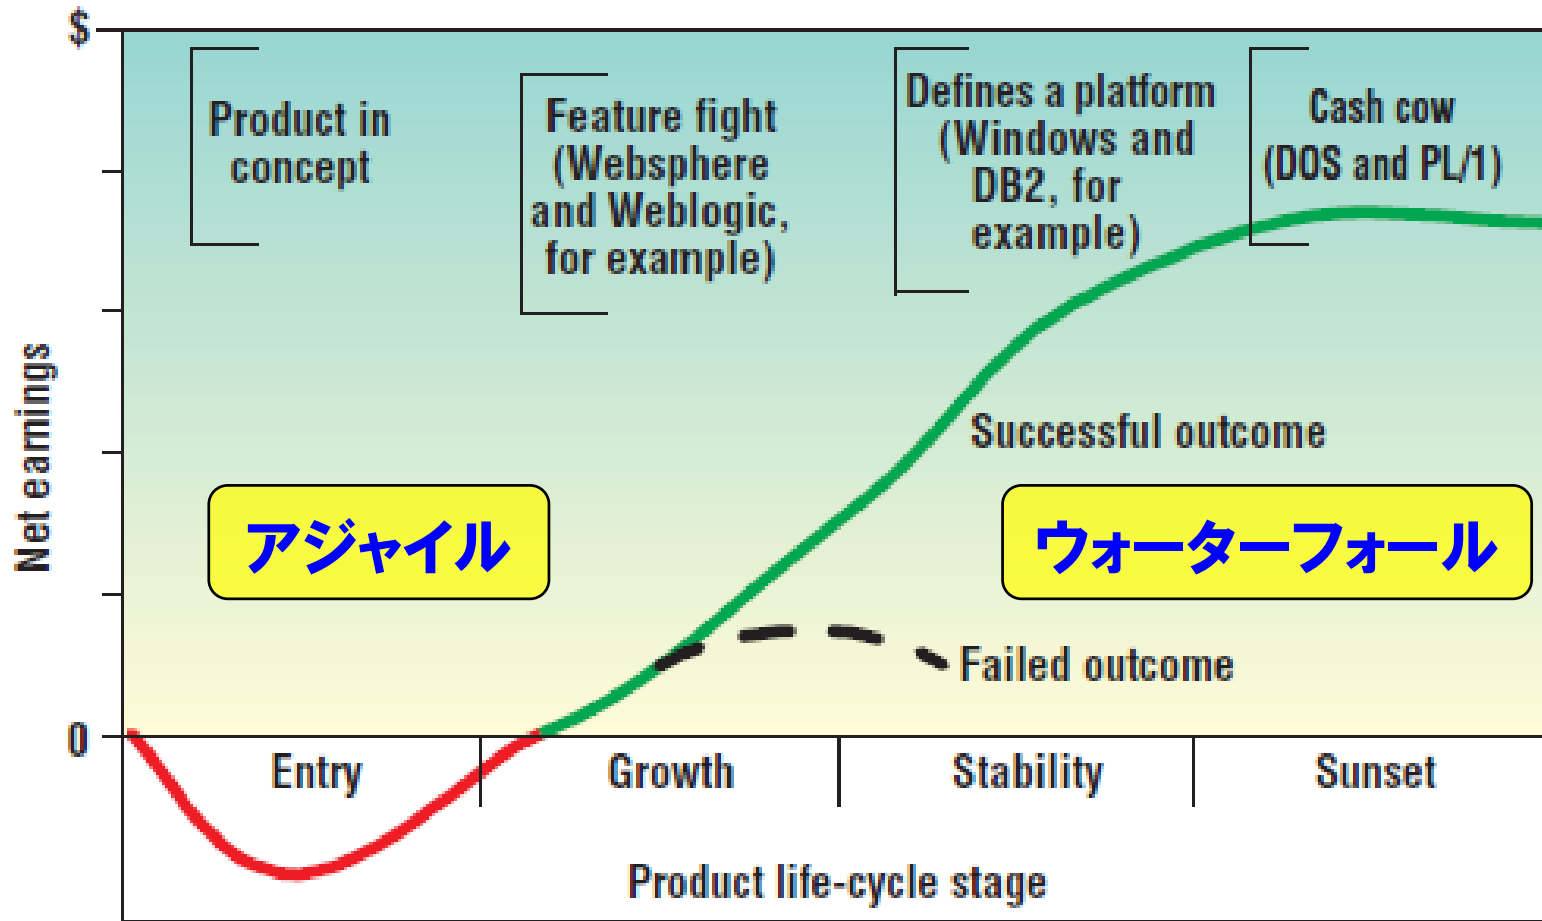 $
Product in
concept
Feature fight
(Websphere
and Weblogic,
for example)
Defines a platform
(Windows and
DB2, for
example)
Cash cow
(DOS and PL/1)
Net earnings
Successful outcome
アジャイル
ウォーターフォール
Failed outcome
0
Entry
Growth
Stability
Sunset
Product life-cycle stage